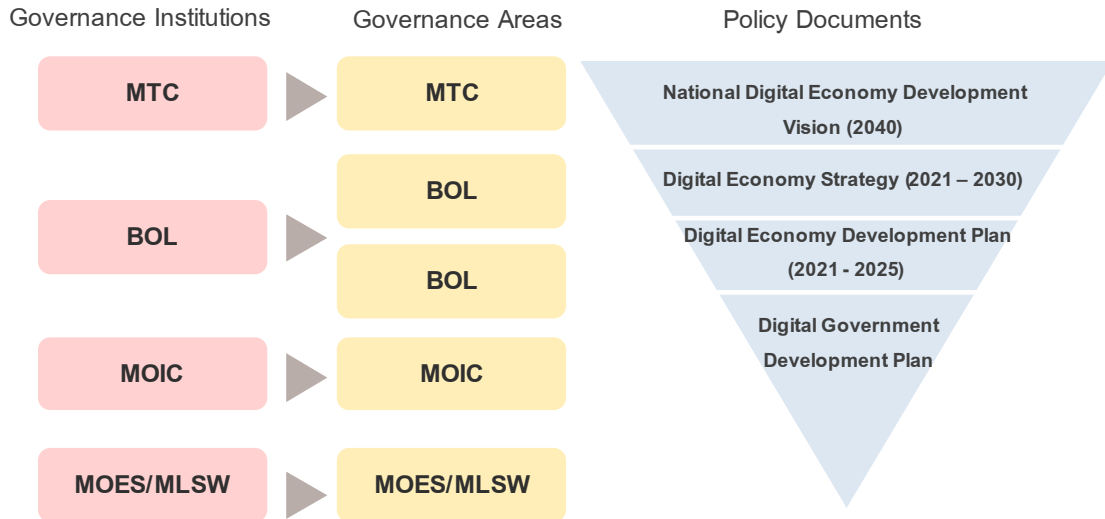 Governance Institutions
Governance Areas
Policy Documents
MTC
MTC
BOL
BOL
BOL
MOIC
MOIC
MOES/MLSW
MOES/MLSW
National Digital Economy Development
Vision (2040)
Digital Economy Strategy (2021 – 2030)
Digital Economy Development Plan
(2021 - 2025)
Digital Government
Development Plan